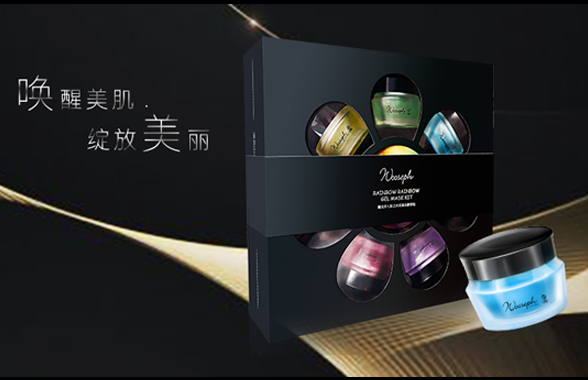 唤醒美肌.
绽放美丽
Wooseph
RAINBOW RAINBOW
GEL MASK KIT
Wooseph